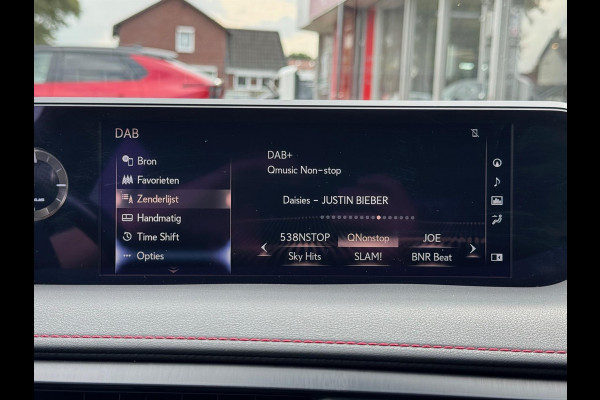 DAB
Bron
Favorieten
Zenderlijst
Handmatig
Time Shift
Opties
DAB+
Qmusic Non-stop
Daisies - JUSTIN BIEBER
538NSTOP QNonstop JOE
Sky Hits SLAM! BNR Beat